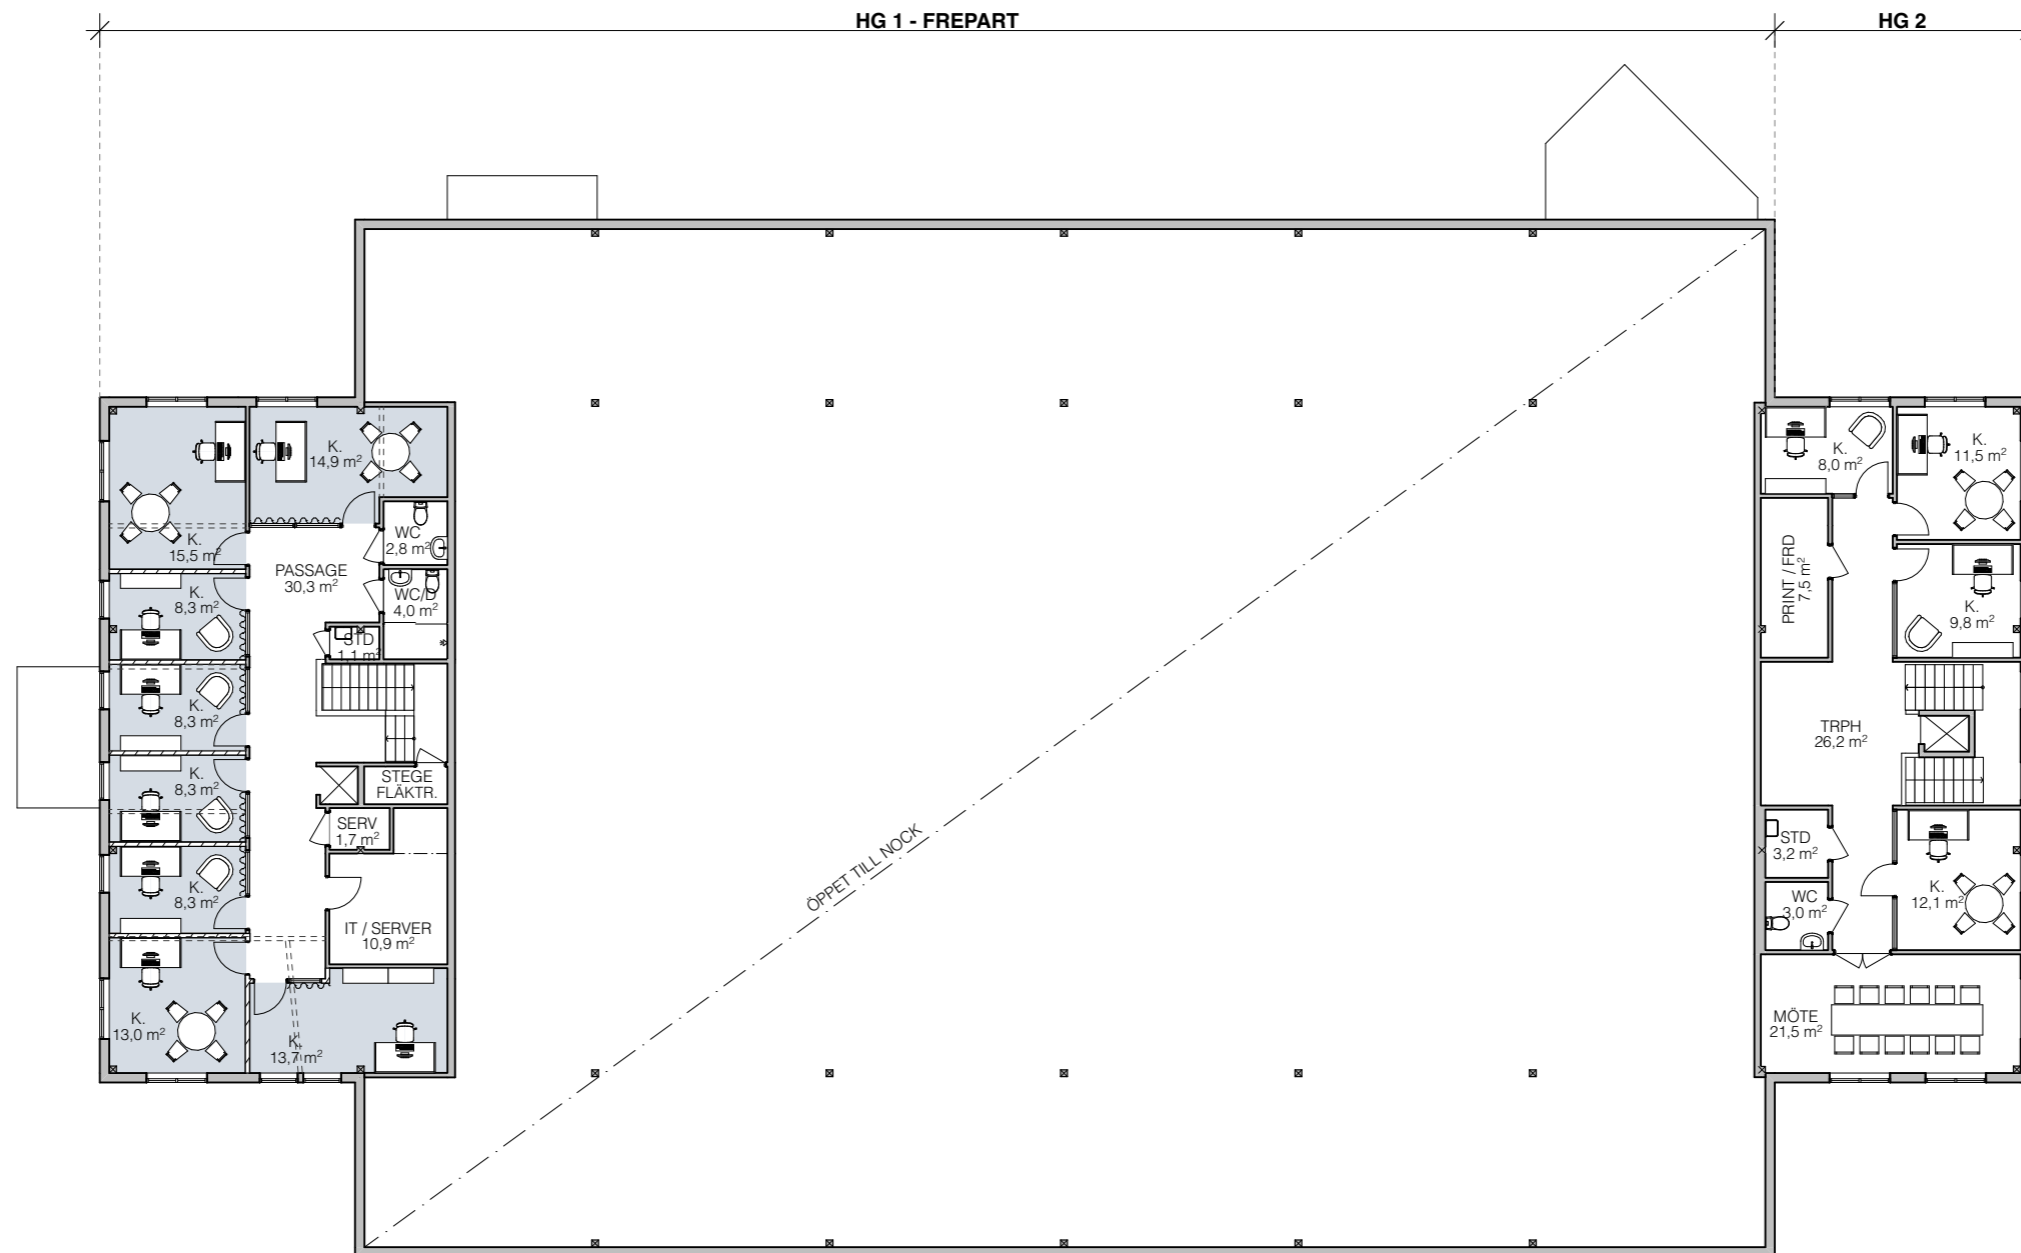 HG 1 - FREPART
HG 2
K.
14,9 m²
K.
15,5 m²
WC
2,8 m²
PASSAGE
30,3 m²
K.
8,3 m²
WC/D
4,0 m²
STD
1,1 m²
K.
8,3 m²
K.
8,3 m²
STEGE
FLÄKTR.
SERV
1,7 m²
K.
8,3 m²
IT / SERVER
10,9 m²
K.
13,0 m²
K.
13,7 m²
ÖPPET TILL NOCK
K.
8,0 m²
K.
11,5 m²
PRINT / FRD
7,5 m²
K.
9,8 m²
TRPH
26,2 m²
STD
3,2 m²
WC
3,0 m²
K.
12,1 m²
MÖTE
21,5 m²